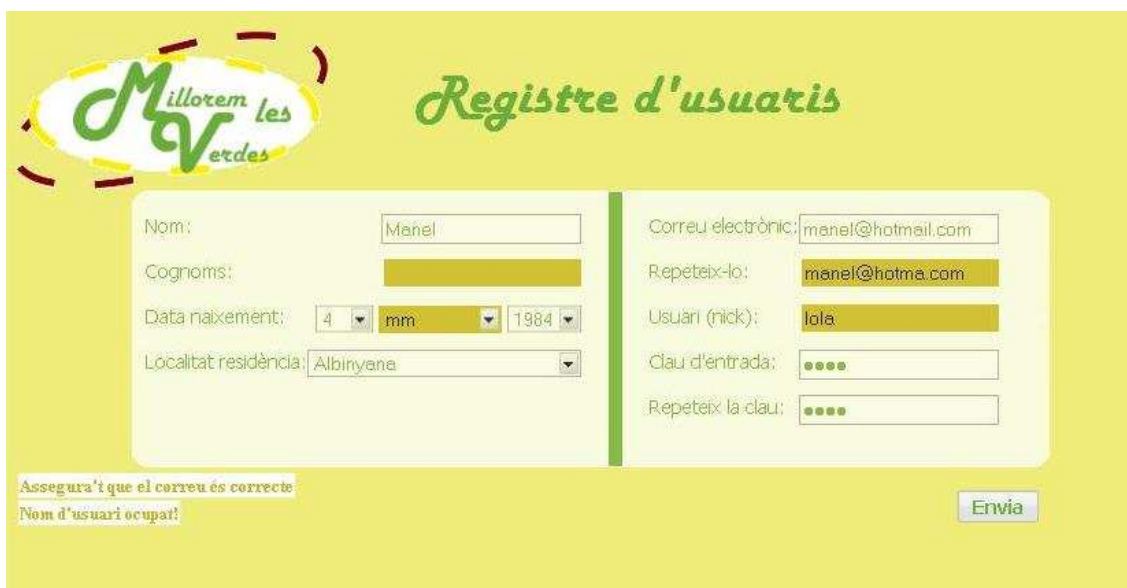 Millorem les
Verdes
Registre d'usuaris
Nom: Manel
Cognoms:
Data naixement: 4 mm 1984
Localitat residència: Albinyana
Correu electrònic: manel@hotmail.com
Repeteix-lo: manel@hotma.com
Usuari (nick): lola
Clau d'entrada: ••••
Repeteix la clau: ••••
Assegura't que el correu és correcte
Nom d'usuari ocupat!
Envia